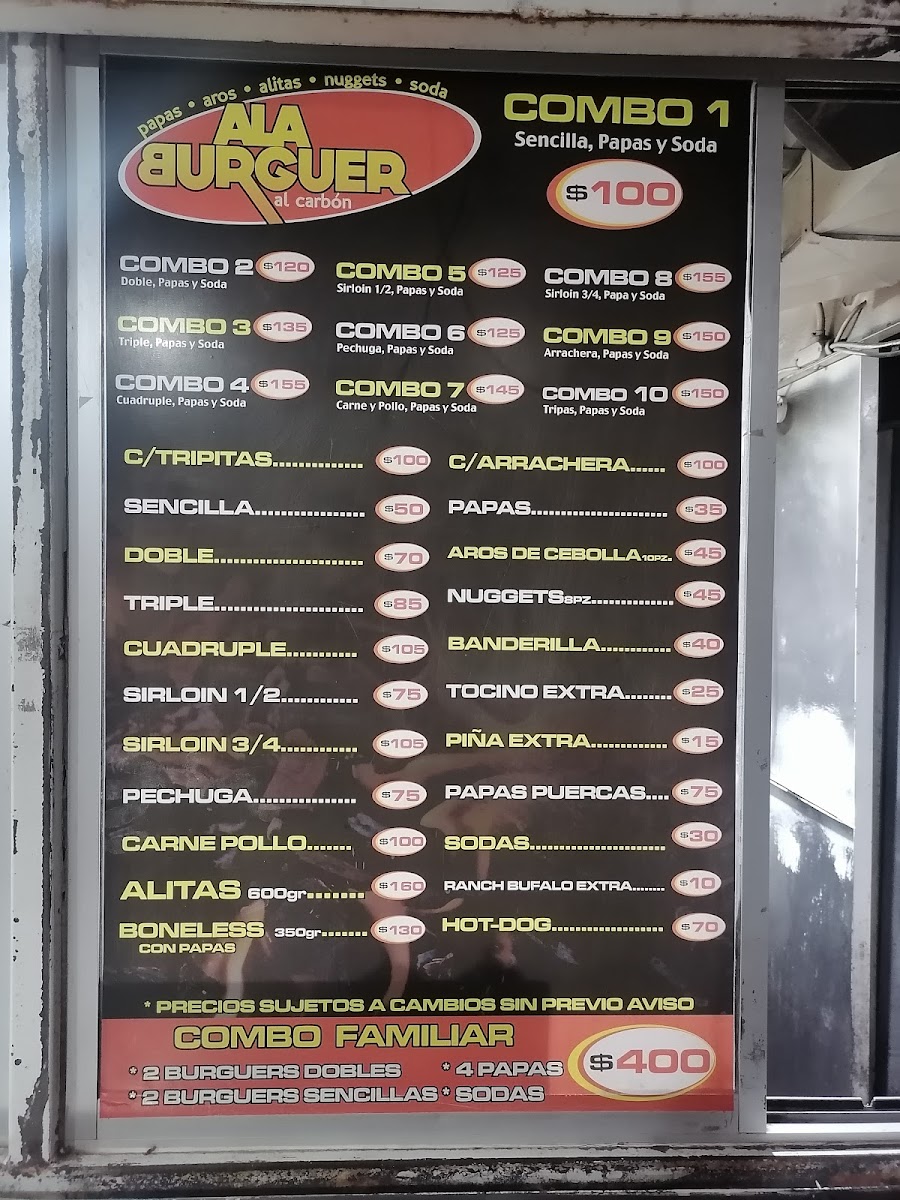 papas • aros • alitas • nuggets • soda
ALA
BURGUER
al carbón
COMBO 1
Sencilla, Papas y Soda
$100
COMBO 2 $120
Doble, Papas y Soda
COMBO 3 $135
Triple, Papas y Soda
COMBO 4 $155
Cuadruple, Papas y Soda
COMBO 5 $125
Sirloin 1/2, Papas y Soda
COMBO 6 $125
Pechuga, Papas y Soda
COMBO 7 $145
Carne y Pollo, Papas y Soda
COMBO 8 $155
Sirloin 3/4, Papa y Soda
COMBO 9 $150
Arrachera, Papas y Soda
COMBO 10 $150
Tripas, Papas y Soda
C/TRIPITAS.............. $100
SENCILLA................. $50
DOBLE....................... $70
TRIPLE....................... $85
CUADRUPLE........... $105
SIRLOIN 1/2............ $75
SIRLOIN 3/4............ $105
PECHUGA................ $75
CARNE POLLO....... $100
ALITAS 600gr....... $160
BONELESS 350gr....... $130
CON PAPAS
C/ARRACHERA...... $100
PAPAS....................... $35
AROS DE CEBOLLA 10PZ. $45
NUGGETS 8PZ.............. $45
BANDERILLA........... $40
TOCINO EXTRA........ $25
PIÑA EXTRA............. $15
PAPAS PUERCAS.... $75
SODAS....................... $30
RANCH BUFALO EXTRA........ $10
HOT-DOG................... $70
* PRECIOS SUJETOS A CAMBIOS SIN PREVIO AVISO
COMBO FAMILIAR
* 2 BURGUERS DOBLES * 4 PAPAS
* 2 BURGUERS SENCILLAS * SODAS
$400